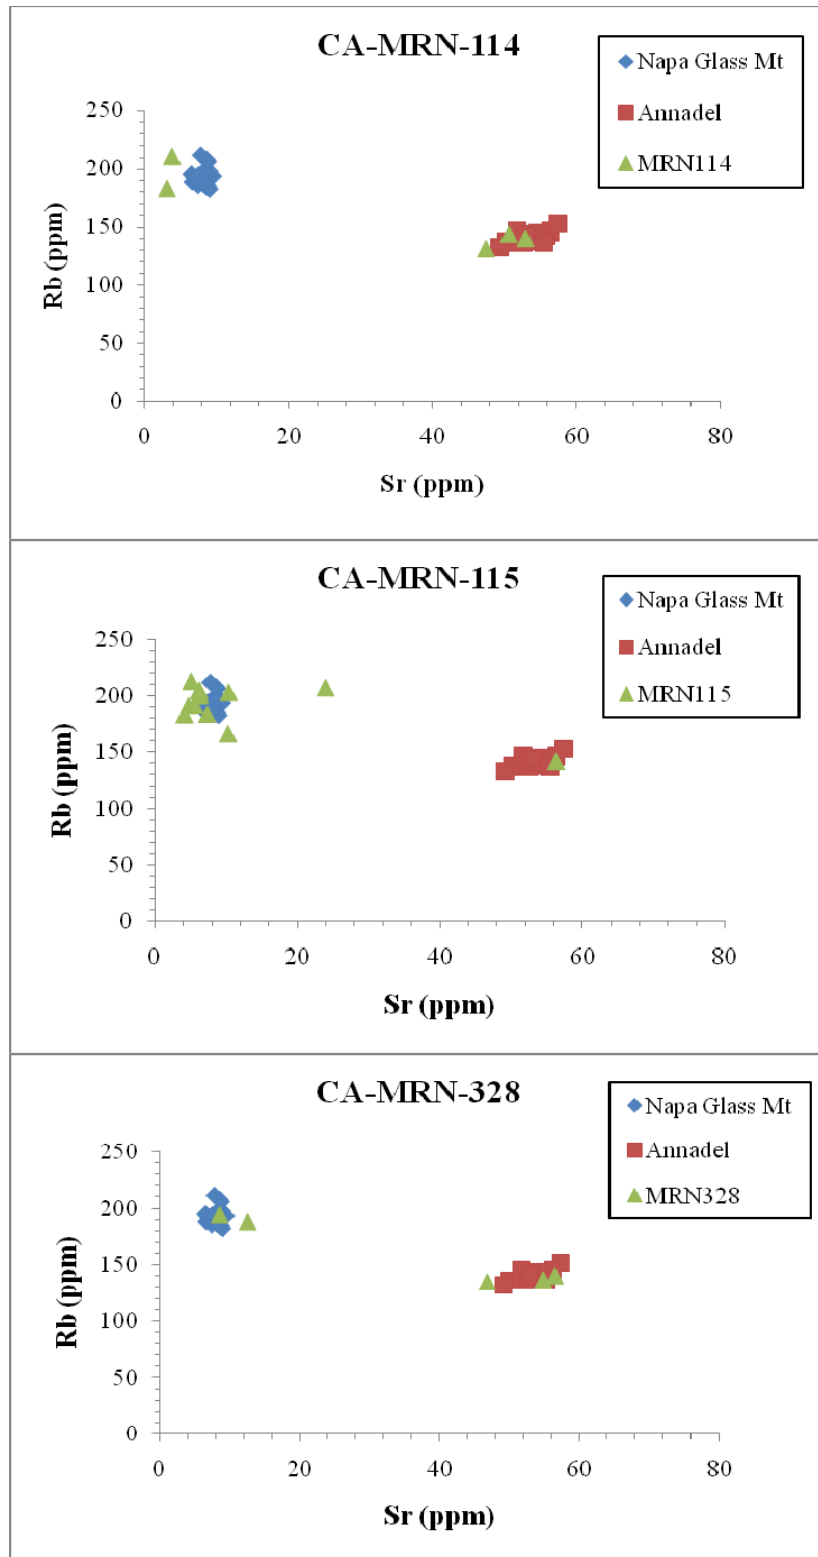 CA-MRN-114
Napa Glass Mt
Annadel
MRN114
250
200
150
100
50
0
Rb (ppm)
0 20 40 60 80
Sr (ppm)
CA-MRN-115
Napa Glass Mt
Annadel
MRN115
250
200
150
100
50
0
Rb (ppm)
0 20 40 60 80
Sr (ppm)
CA-MRN-328
Napa Glass Mt
Annadel
MRN328
250
200
150
100
50
0
Rb (ppm)
0 20 40 60 80
Sr (ppm)